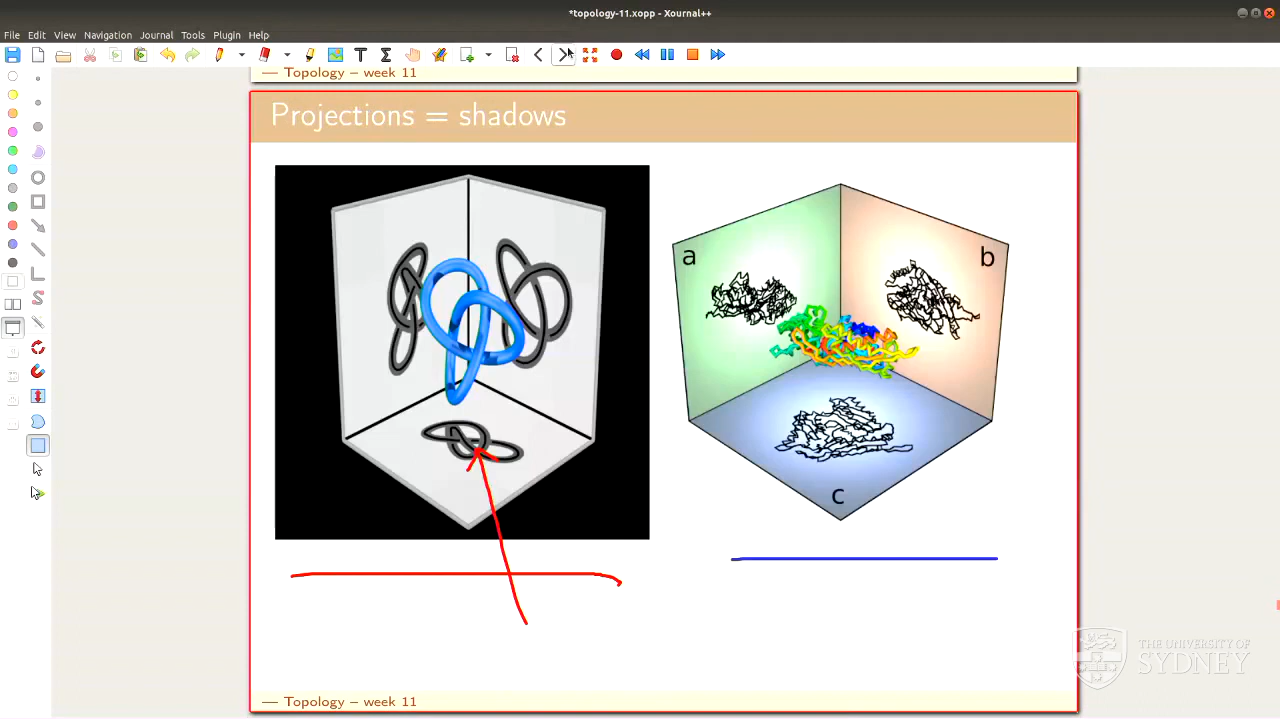 *topology-11.xopp - Xournal++
File Edit View Navigation Journal Tools Plugin Help
— Topology – week 11
Projections = shadows
a
b
c
THE UNIVERSITY OF
SYDNEY
— Topology – week 11